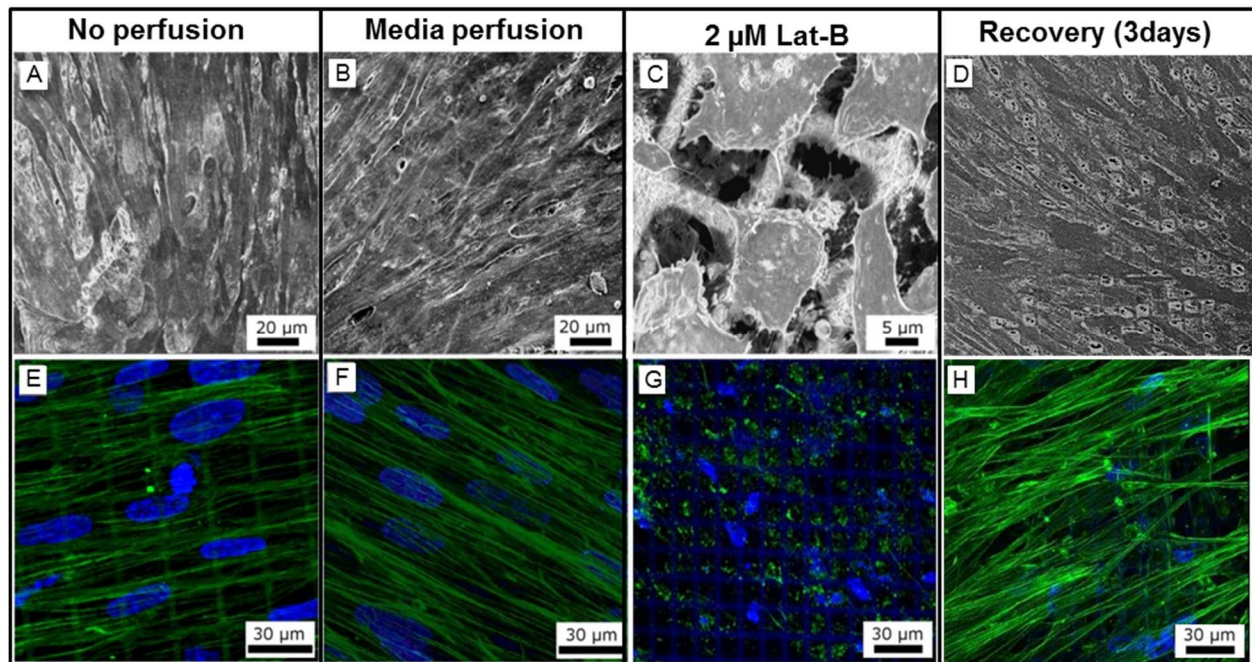 No perfusion
Media perfusion
2 µM Lat-B
Recovery (3days)
A
B
C
D
20 µm
20 µm
5 µm
E
F
G
H
30 µm
30 µm
30 µm
30 µm